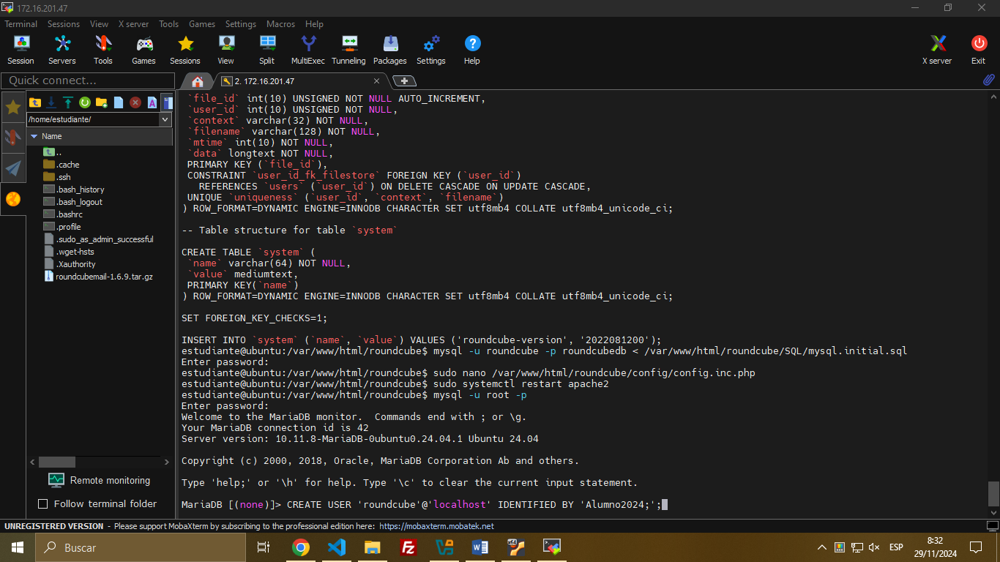 172.16.201.47
Terminal Sessions View X server Tools Games Settings Macros Help
Session Servers Tools Games Sessions View Split MultiExec Tunneling Packages Settings Help X server Exit
Quick connect...
2. 172.16.201.47
/home/estudiante/
Name
..
.cache
.ssh
.bash_history
.bash_logout
.bashrc
.profile
.sudo_as_admin_successful
.wget-hsts
.Xauthority
roundcubemail-1.6.9.tar.gz
Remote monitoring
Follow terminal folder
`file_id` int(10) UNSIGNED NOT NULL AUTO_INCREMENT,
`user_id` int(10) UNSIGNED NOT NULL,
`context` varchar(32) NOT NULL,
`filename` varchar(128) NOT NULL,
`mtime` int(10) NOT NULL,
`data` longtext NOT NULL,
PRIMARY KEY (`file_id`),
CONSTRAINT `user_id_fk_filestore` FOREIGN KEY (`user_id`)
REFERENCES `users` (`user_id`) ON DELETE CASCADE ON UPDATE CASCADE,
UNIQUE `uniqueness` (`user_id`, `context`, `filename`)
) ROW_FORMAT=DYNAMIC ENGINE=INNODB CHARACTER SET utf8mb4 COLLATE utf8mb4_unicode_ci;
-- Table structure for table `system`
CREATE TABLE `system` (
`name` varchar(64) NOT NULL,
`value` mediumtext,
PRIMARY KEY(`name`)
) ROW_FORMAT=DYNAMIC ENGINE=INNODB CHARACTER SET utf8mb4 COLLATE utf8mb4_unicode_ci;
SET FOREIGN_KEY_CHECKS=1;
INSERT INTO `system` (`name`, `value`) VALUES ('roundcube-version', '2022081200');
estudiante@ubuntu:/var/www/html/roundcube$ mysql -u roundcube -p roundcubedb < /var/www/html/roundcube/SQL/mysql.initial.sql
Enter password:
estudiante@ubuntu:/var/www/html/roundcube$ sudo nano /var/www/html/roundcube/config/config.inc.php
estudiante@ubuntu:/var/www/html/roundcube$ sudo systemctl restart apache2
estudiante@ubuntu:/var/www/html/roundcube$ mysql -u root -p
Enter password:
Welcome to the MariaDB monitor.  Commands end with ; or \g.
Your MariaDB connection id is 42
Server version: 10.11.8-MariaDB-0ubuntu0.24.04.1 Ubuntu 24.04
Copyright (c) 2000, 2018, Oracle, MariaDB Corporation Ab and others.
Type 'help;' or '\h' for help. Type '\c' to clear the current input statement.
MariaDB [(none)]> CREATE USER 'roundcube'@'localhost' IDENTIFIED BY 'Alumno2024;';
UNREGISTERED VERSION - Please support MobaXterm by subscribing to the professional edition here: https://mobaxterm.mobatek.net
Buscar
ESP
8:32
29/11/2024